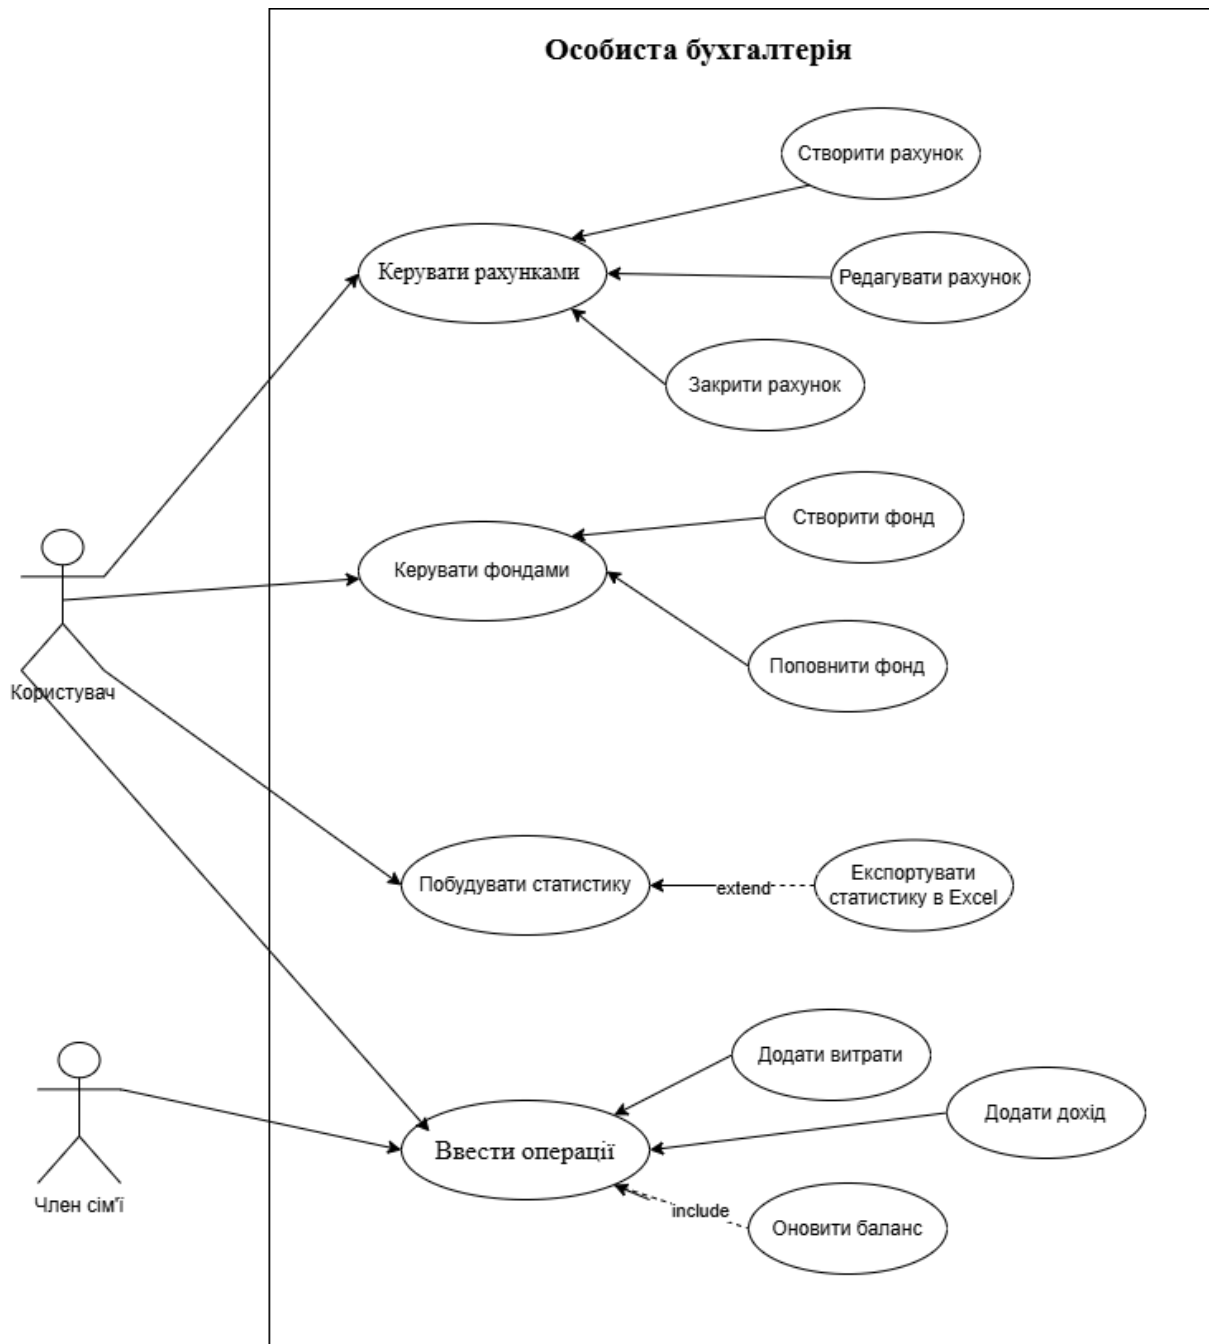 Особиста бухгалтерія
Створити рахунок
Керувати рахунками
Редагувати рахунок
Закрити рахунок
Створити фонд
Керувати фондами
Поповнити фонд
Користувач
Побудувати статистику
extend
Експортувати
статистику в Excel
Додати витрати
Додати дохід
Ввести операції
include
Оновити баланс
Член сім'ї